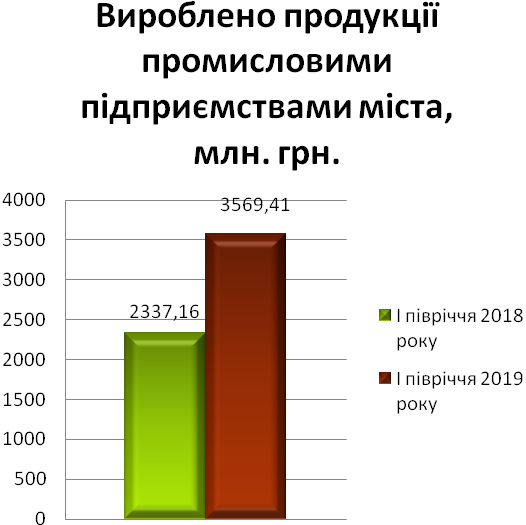 Вироблено продукції
промисловими
підприємствами міста,
млн. грн.
4000
3500
3000
2500
2000
1500
1000
500
0
3569,41
2337,16
І півріччя 2018
року
І півріччя 2019
року